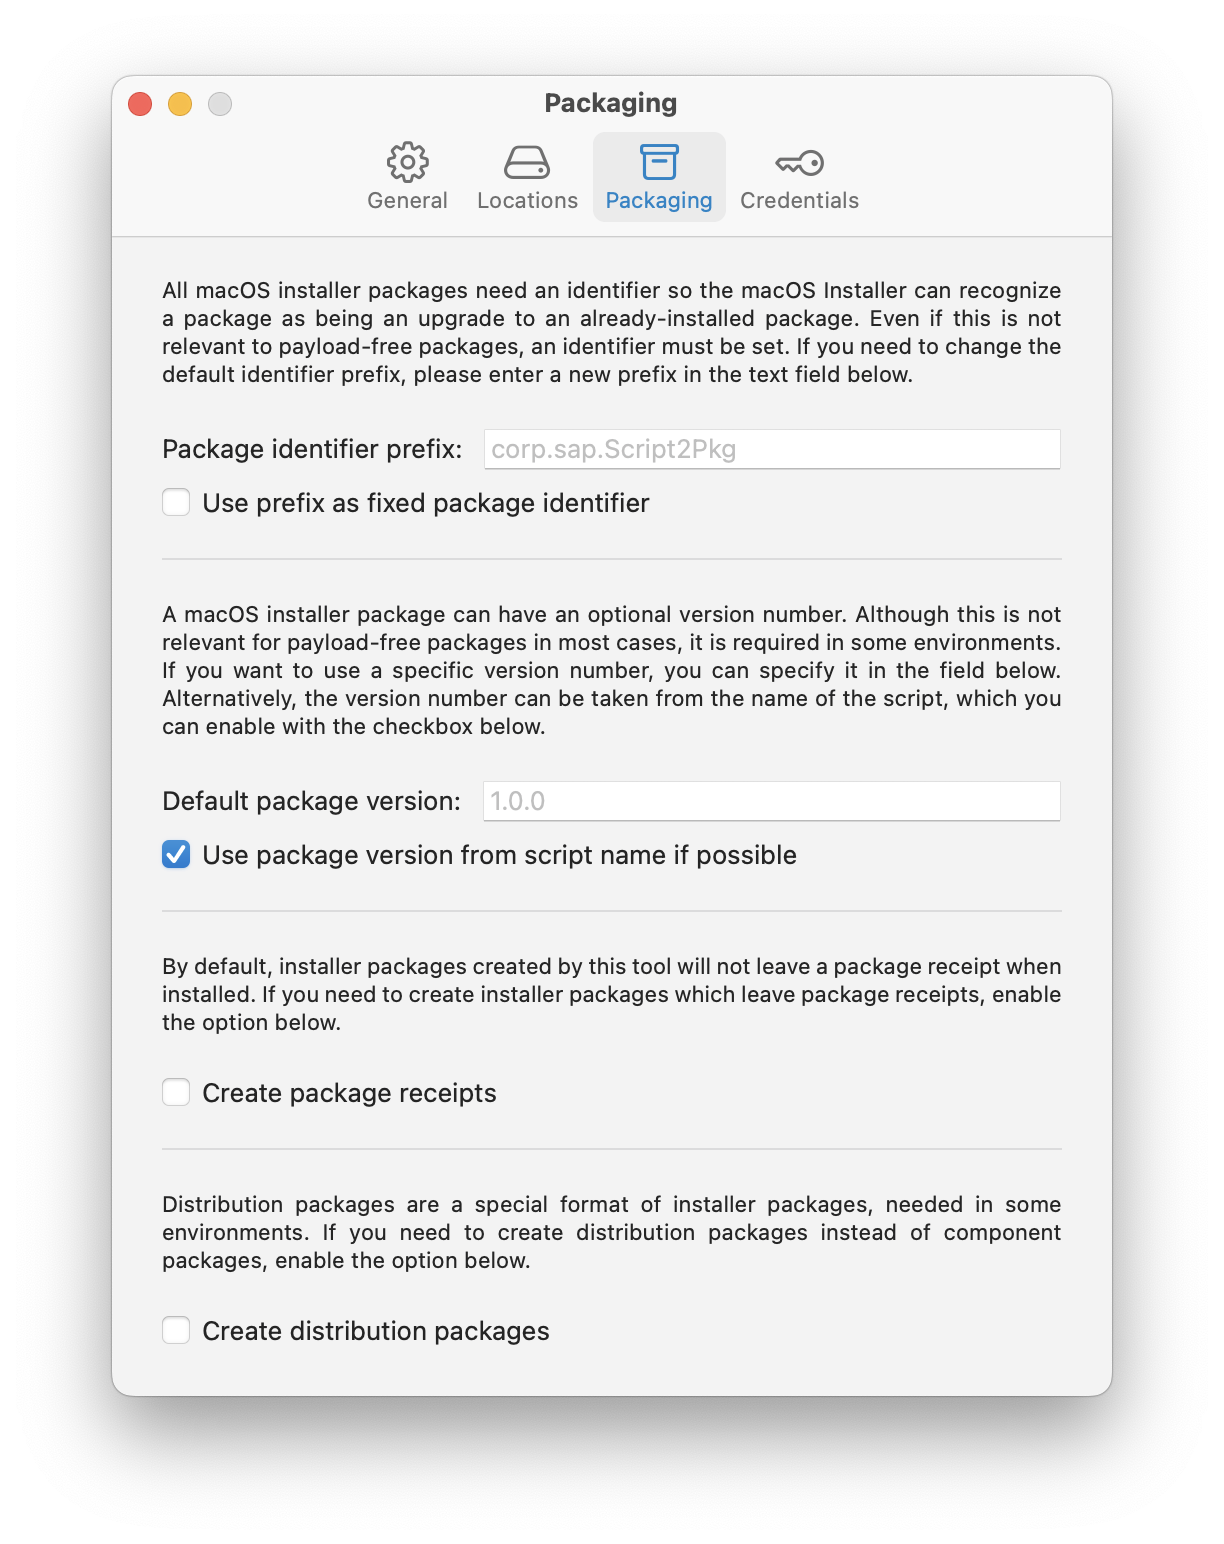 Packaging
General
Locations
Packaging
Credentials
All macOS installer packages need an identifier so the macOS Installer can recognize
a package as being an upgrade to an already-installed package. Even if this is not
relevant to payload-free packages, an identifier must be set. If you need to change the
default identifier prefix, please enter a new prefix in the text field below.
Package identifier prefix: corp.sap.Script2Pkg
Use prefix as fixed package identifier
A macOS installer package can have an optional version number. Although this is not
relevant for payload-free packages in most cases, it is required in some environments.
If you want to use a specific version number, you can specify it in the field below.
Alternatively, the version number can be taken from the name of the script, which you
can enable with the checkbox below.
Default package version: 1.0.0
Use package version from script name if possible
By default, installer packages created by this tool will not leave a package receipt when
installed. If you need to create installer packages which leave package receipts, enable
the option below.
Create package receipts
Distribution packages are a special format of installer packages, needed in some
environments. If you need to create distribution packages instead of component
packages, enable the option below.
Create distribution packages